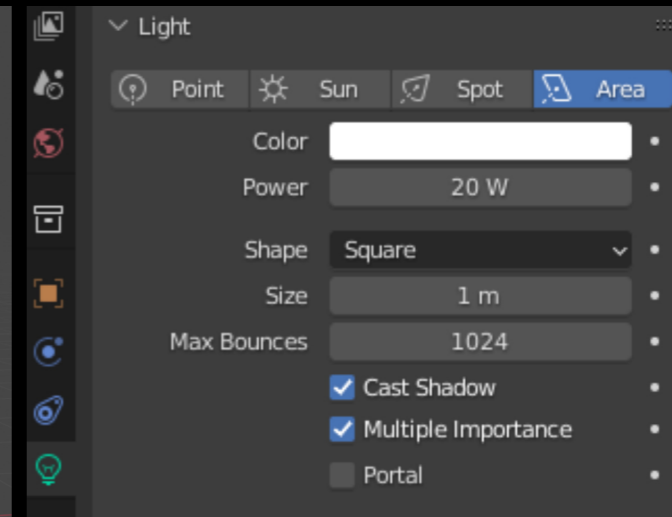 Light
Point Sun Spot Area
Color
Power 20 W
Shape Square
Size 1 m
Max Bounces 1024
Cast Shadow
Multiple Importance
Portal